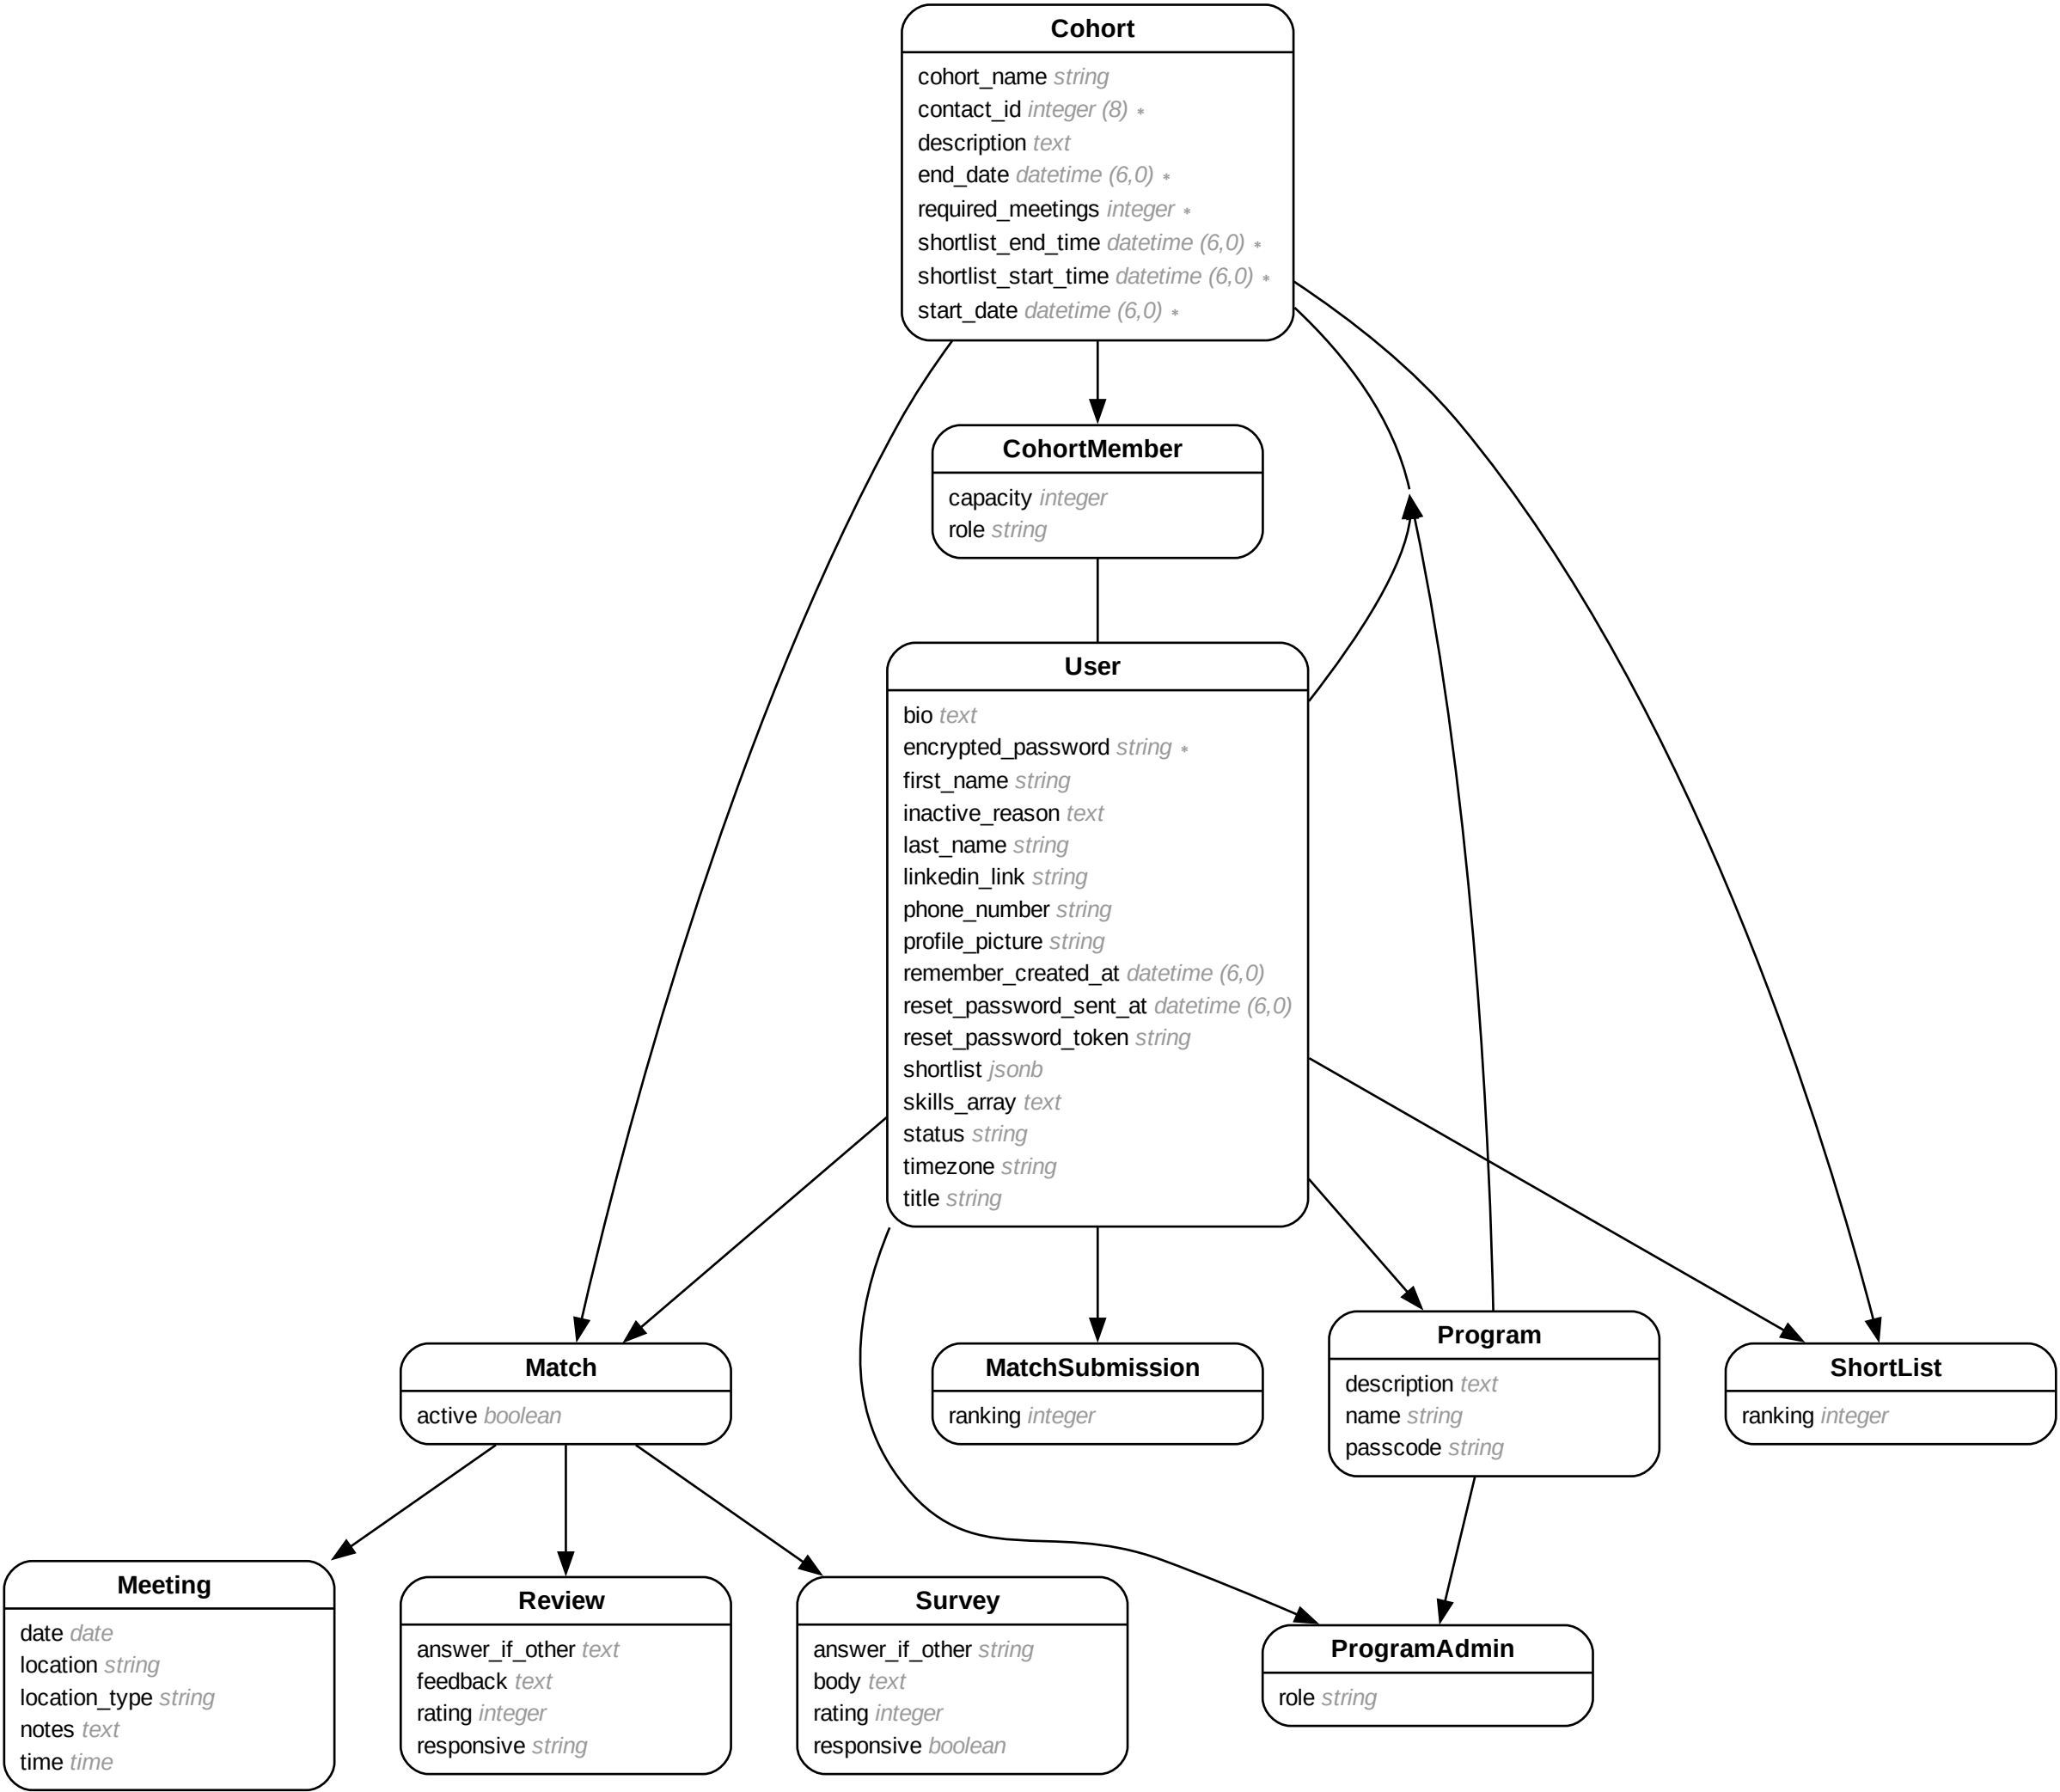 Cohort
cohort_name string
contact_id integer (8) *
description text
end_date datetime (6,0) *
required_meetings integer *
shortlist_end_time datetime (6,0) *
shortlist_start_time datetime (6,0) *
start_date datetime (6,0) *
CohortMember
capacity integer
role string
User
bio text
encrypted_password string *
first_name string
inactive_reason text
last_name string
linkedin_link string
phone_number string
profile_picture string
remember_created_at datetime (6,0)
reset_password_sent_at datetime (6,0)
reset_password_token string
shortlist jsonb
skills_array text
status string
timezone string
title string
Match
active boolean
MatchSubmission
ranking integer
Program
description text
name string
passcode string
ShortList
ranking integer
Meeting
date date
location string
location_type string
notes text
time time
Review
answer_if_other text
feedback text
rating integer
responsive string
Survey
answer_if_other string
body text
rating integer
responsive boolean
ProgramAdmin
role string